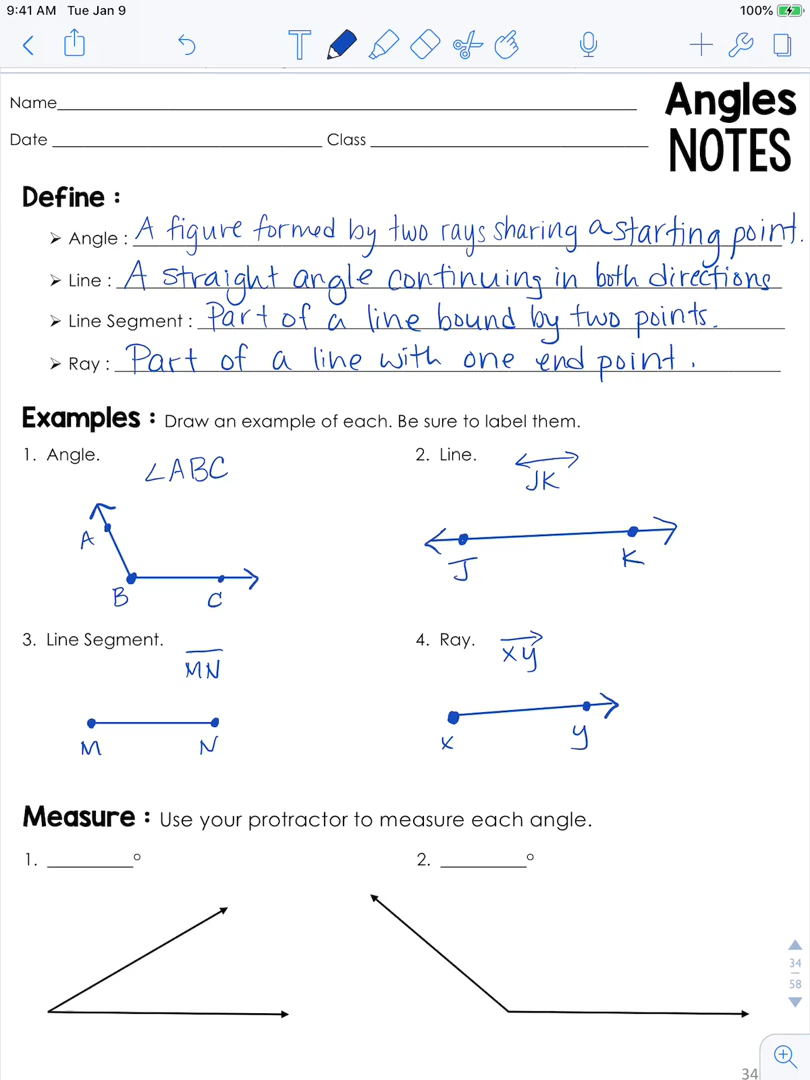 9:41 AM Tue Jan 9 100%
T
Name
Angles
Date Class
NOTES
Define :
Angle : A figure formed by two rays sharing a starting point.
Line : A straight angle continuing in both directions
Line Segment : Part of a line bound by two points.
Ray : Part of a line with one end point.
Examples : Draw an example of each. Be sure to label them.
1. Angle. 2. Line.
∠ABC JK
A
B C
J K
3. Line Segment. 4. Ray.
MN XY
M N
X Y
Measure : Use your protractor to measure each angle.
1. ° 2. °
34
58
34